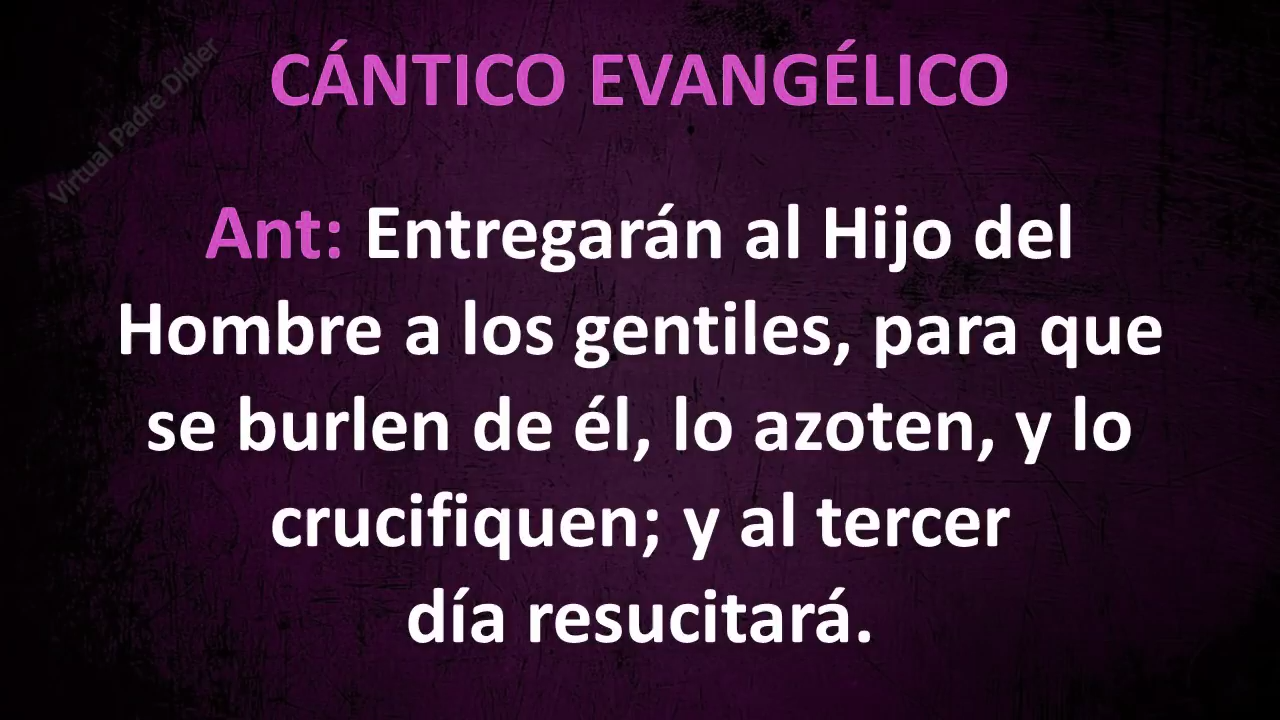 CÁNTICO EVANGÉLICO
Virtual Padre Didier
Ant: Entregarán al Hijo del
Hombre a los gentiles, para que
se burlen de él, lo azoten, y lo
crucifiquen; y al tercer
día resucitará.